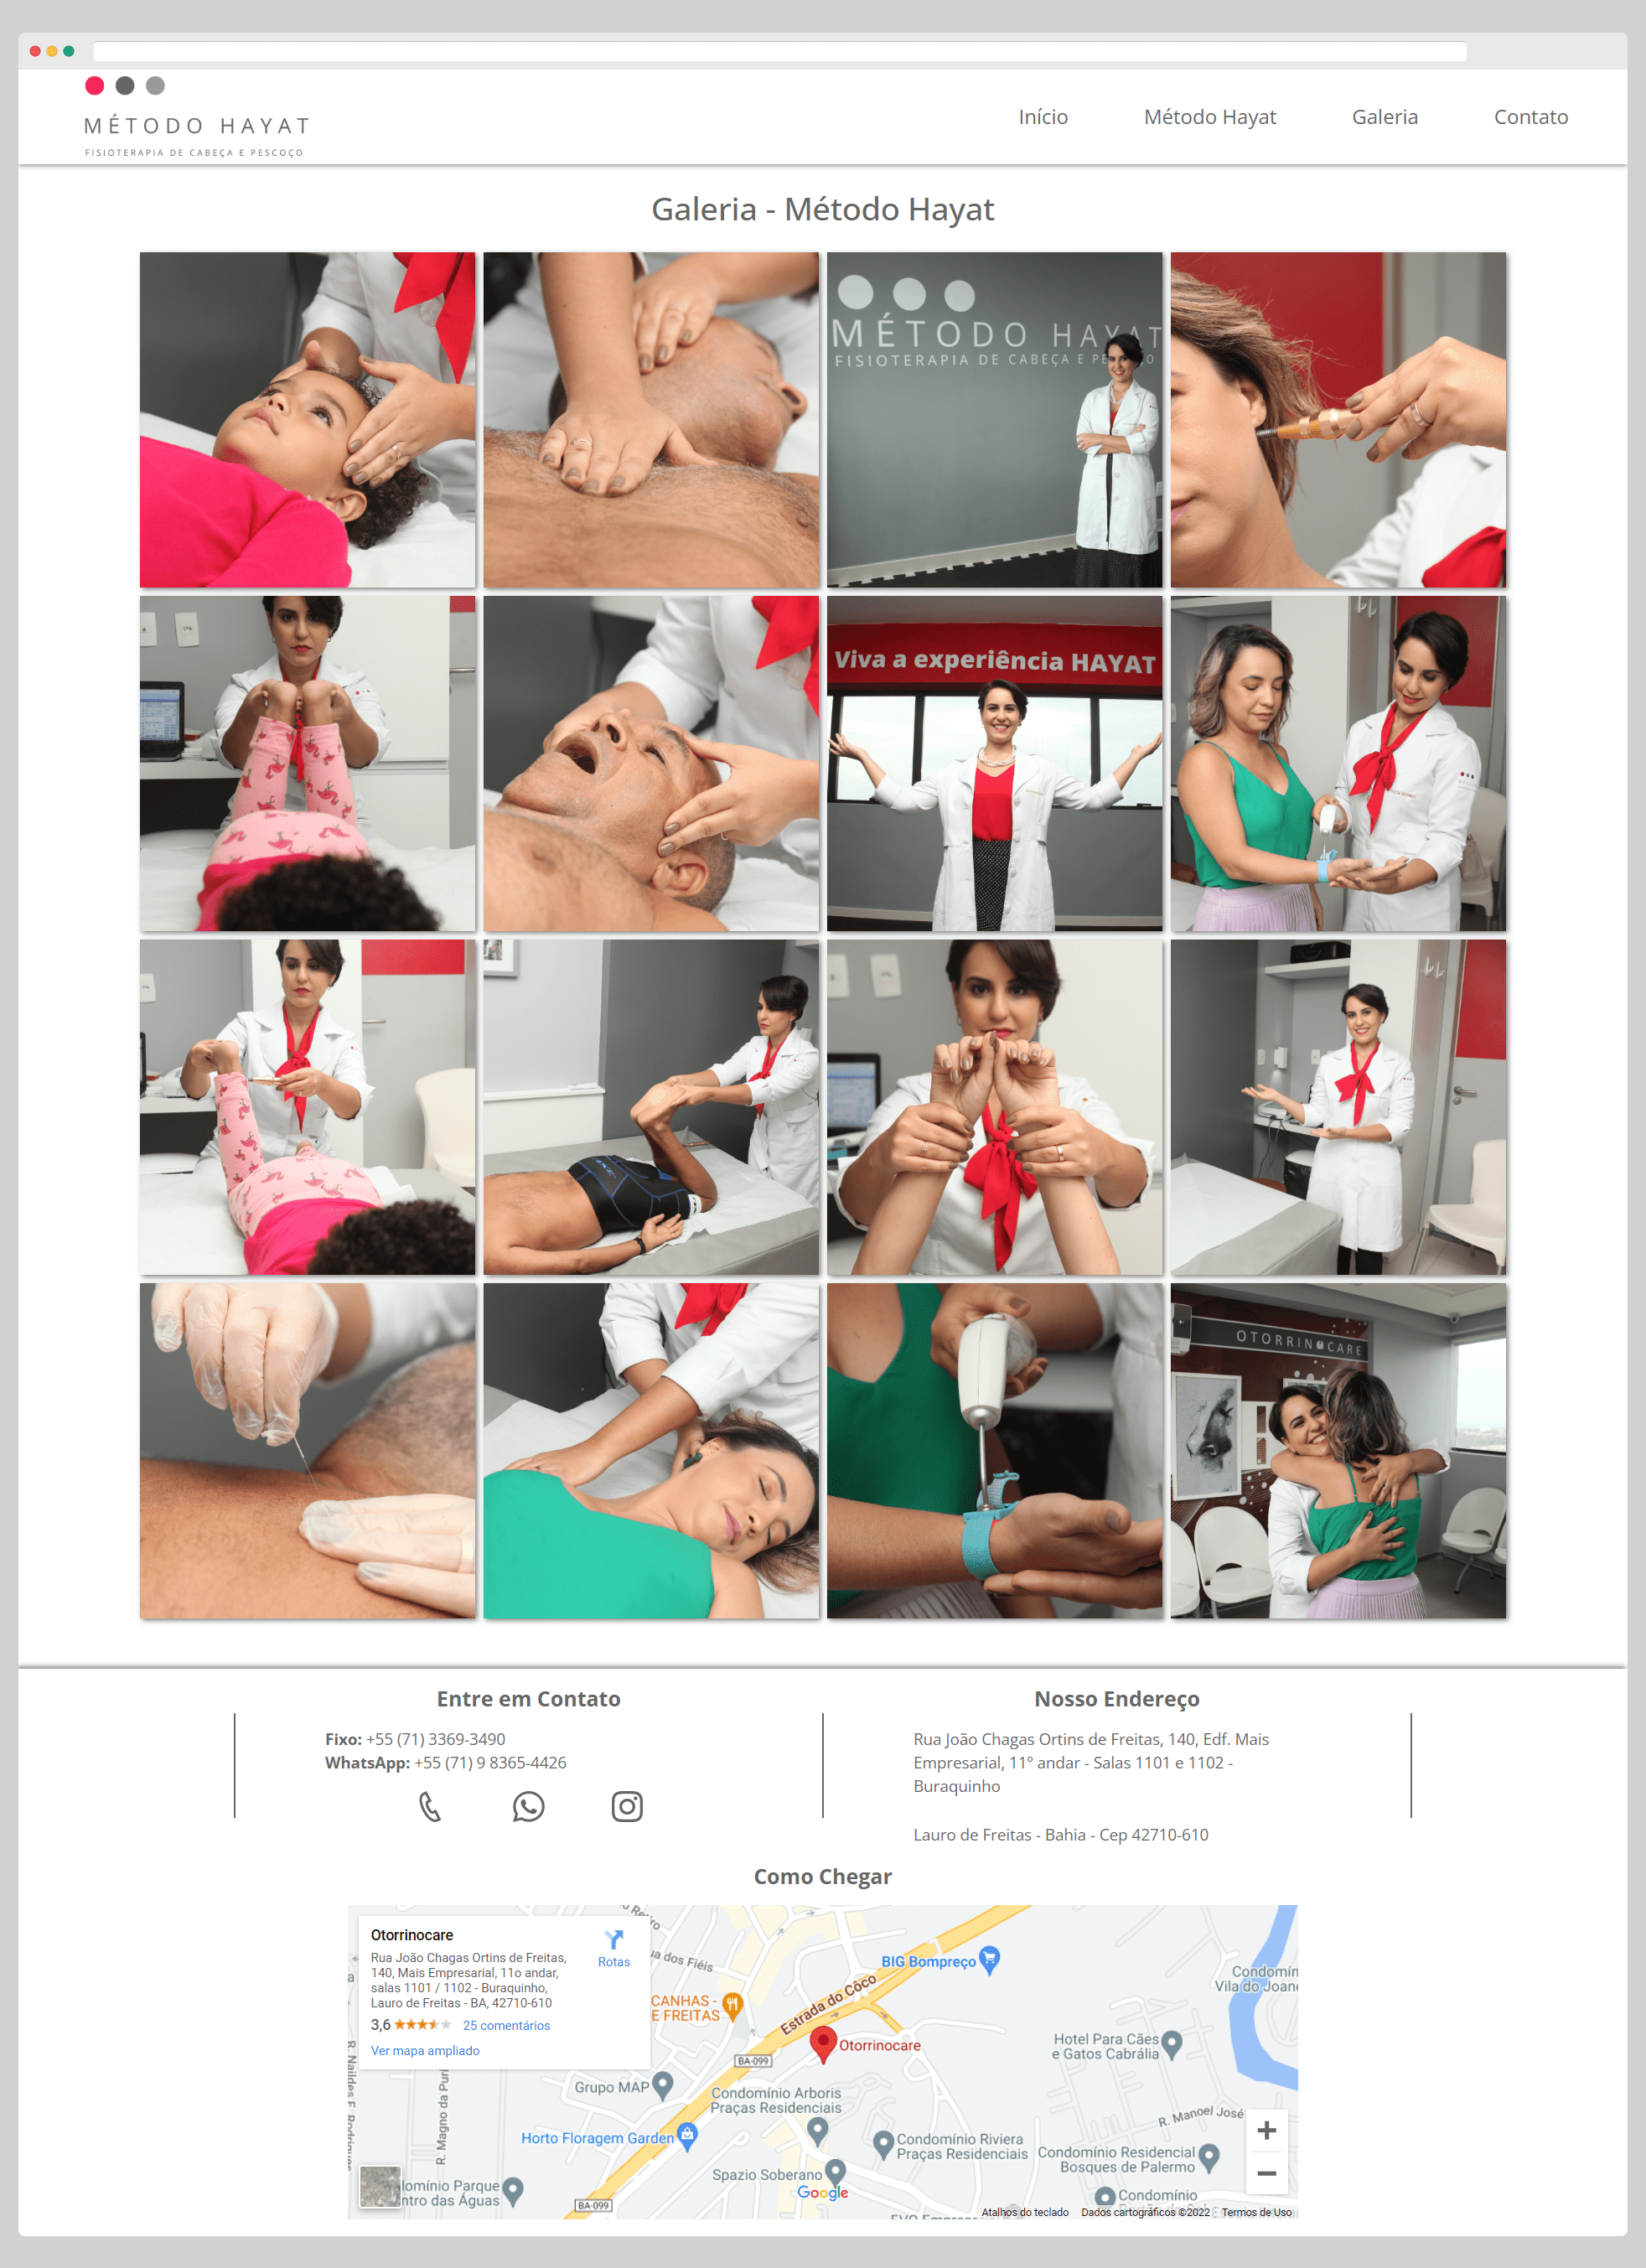 MÉTODO HAYAT
FISIOTERAPIA DE CABEÇA E PESCOÇO
Início
Método Hayat
Galeria
Contato
Galeria - Método Hayat
MÉTODO HAYAT
FISIOTERAPIA DE CABEÇA E
Viva a experiência HAYAT
OTORRINOCARE
Entre em Contato
Fixo: +55 (71) 3369-3490
WhatsApp: +55 (71) 9 8365-4426
Nosso Endereço
Rua João Chagas Ortins de Freitas, 140, Edf. Mais
Empresarial, 11º andar - Salas 1101 e 1102 -
Buraquinho
Lauro de Freitas - Bahia - Cep 42710-610
Como Chegar
Otorrinocare
Rua João Chagas Ortins de Freitas,
140, Mais Empresarial, 11o andar,
salas 1101 / 1102 - Buraquinho,
Lauro de Freitas - BA, 42710-610
3,6
25 comentários
Ver mapa ampliado
Rotas
ua dos Fiéis
BIG Bompreço
Condomín
Vila do Joane
CANHAS -
E FREITAS
Estrada do Côco
Otorrinocare
BA-099
Hotel Para Cães
e Gatos Cabrália
Grupo MAP
Condomínio Arboris
Praças Residenciais
R. Magno da Puri
R. Manoel José
Horto Floragem Garden
Condomínio Riviera
Praças Residenciais
Condomínio Residencial
Bosques de Palermo
Spazio Soberano
Google
domínio Parque
ntro das Águas
BA-099
Condomínio
Atalhos do teclado
Dados cartográficos ©2022
Termos de Uso